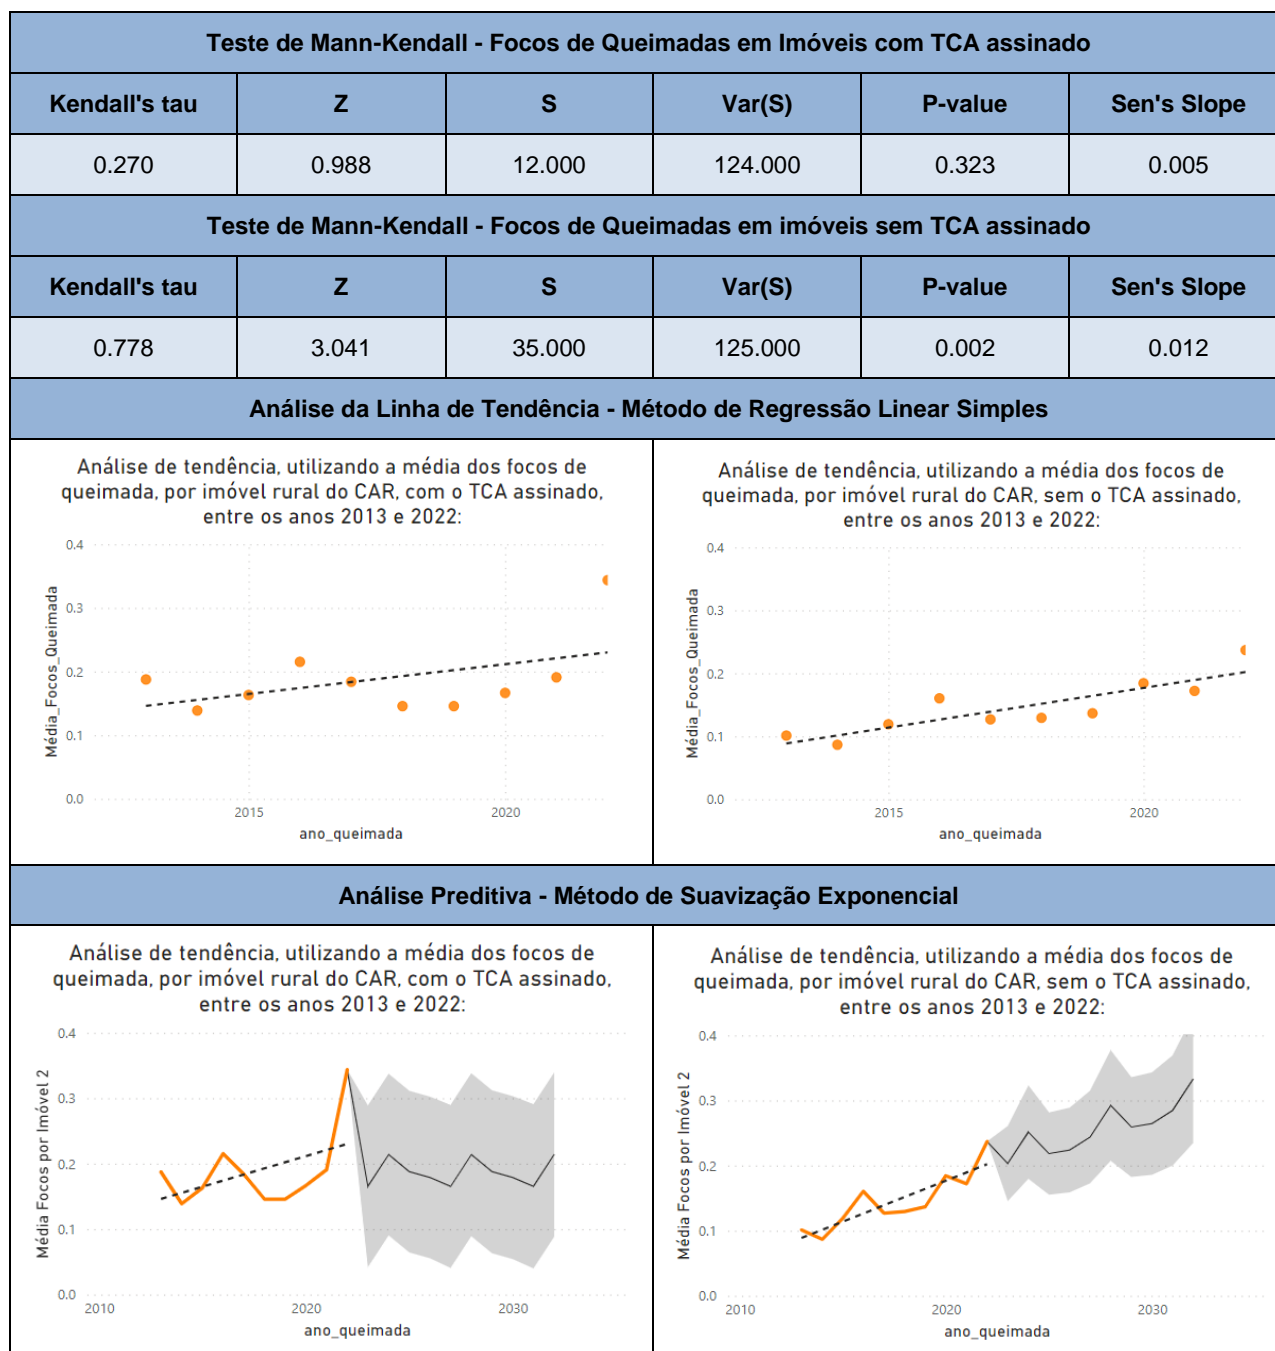 Teste de Mann-Kendall - Focos de Queimadas em Imóveis com TCA assinado
Kendall's tau Z S Var(S) P-value Sen's Slope
0.270 0.988 12.000 124.000 0.323 0.005
Teste de Mann-Kendall - Focos de Queimadas em imóveis sem TCA assinado
Kendall's tau Z S Var(S) P-value Sen's Slope
0.778 3.041 35.000 125.000 0.002 0.012
Análise da Linha de Tendência - Método de Regressão Linear Simples
Análise de tendência, utilizando a média dos focos de
queimada, por imóvel rural do CAR, com o TCA assinado,
entre os anos 2013 e 2022:
Média_Focos_Queimada
0.4
0.3
0.2
0.1
0.0
2015 2020
ano_queimada
Análise de tendência, utilizando a média dos focos de
queimada, por imóvel rural do CAR, sem o TCA assinado,
entre os anos 2013 e 2022:
Média_Focos_Queimada
0.4
0.3
0.2
0.1
0.0
2015 2020
ano_queimada
Análise Preditiva - Método de Suavização Exponencial
Análise de tendência, utilizando a média dos focos de
queimada, por imóvel rural do CAR, com o TCA assinado,
entre os anos 2013 e 2022:
Média Focos por Imóvel 2
0.4
0.3
0.2
0.1
0.0
2010 2020 2030
ano_queimada
Análise de tendência, utilizando a média dos focos de
queimada, por imóvel rural do CAR, sem o TCA assinado,
entre os anos 2013 e 2022:
Média Focos por Imóvel 2
0.4
0.3
0.2
0.1
0.0
2010 2020 2030
ano_queimada